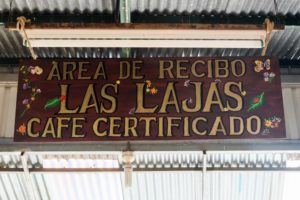 AREA DE RECIBO
LAS LAJAS
CAFE CERTIFICADO